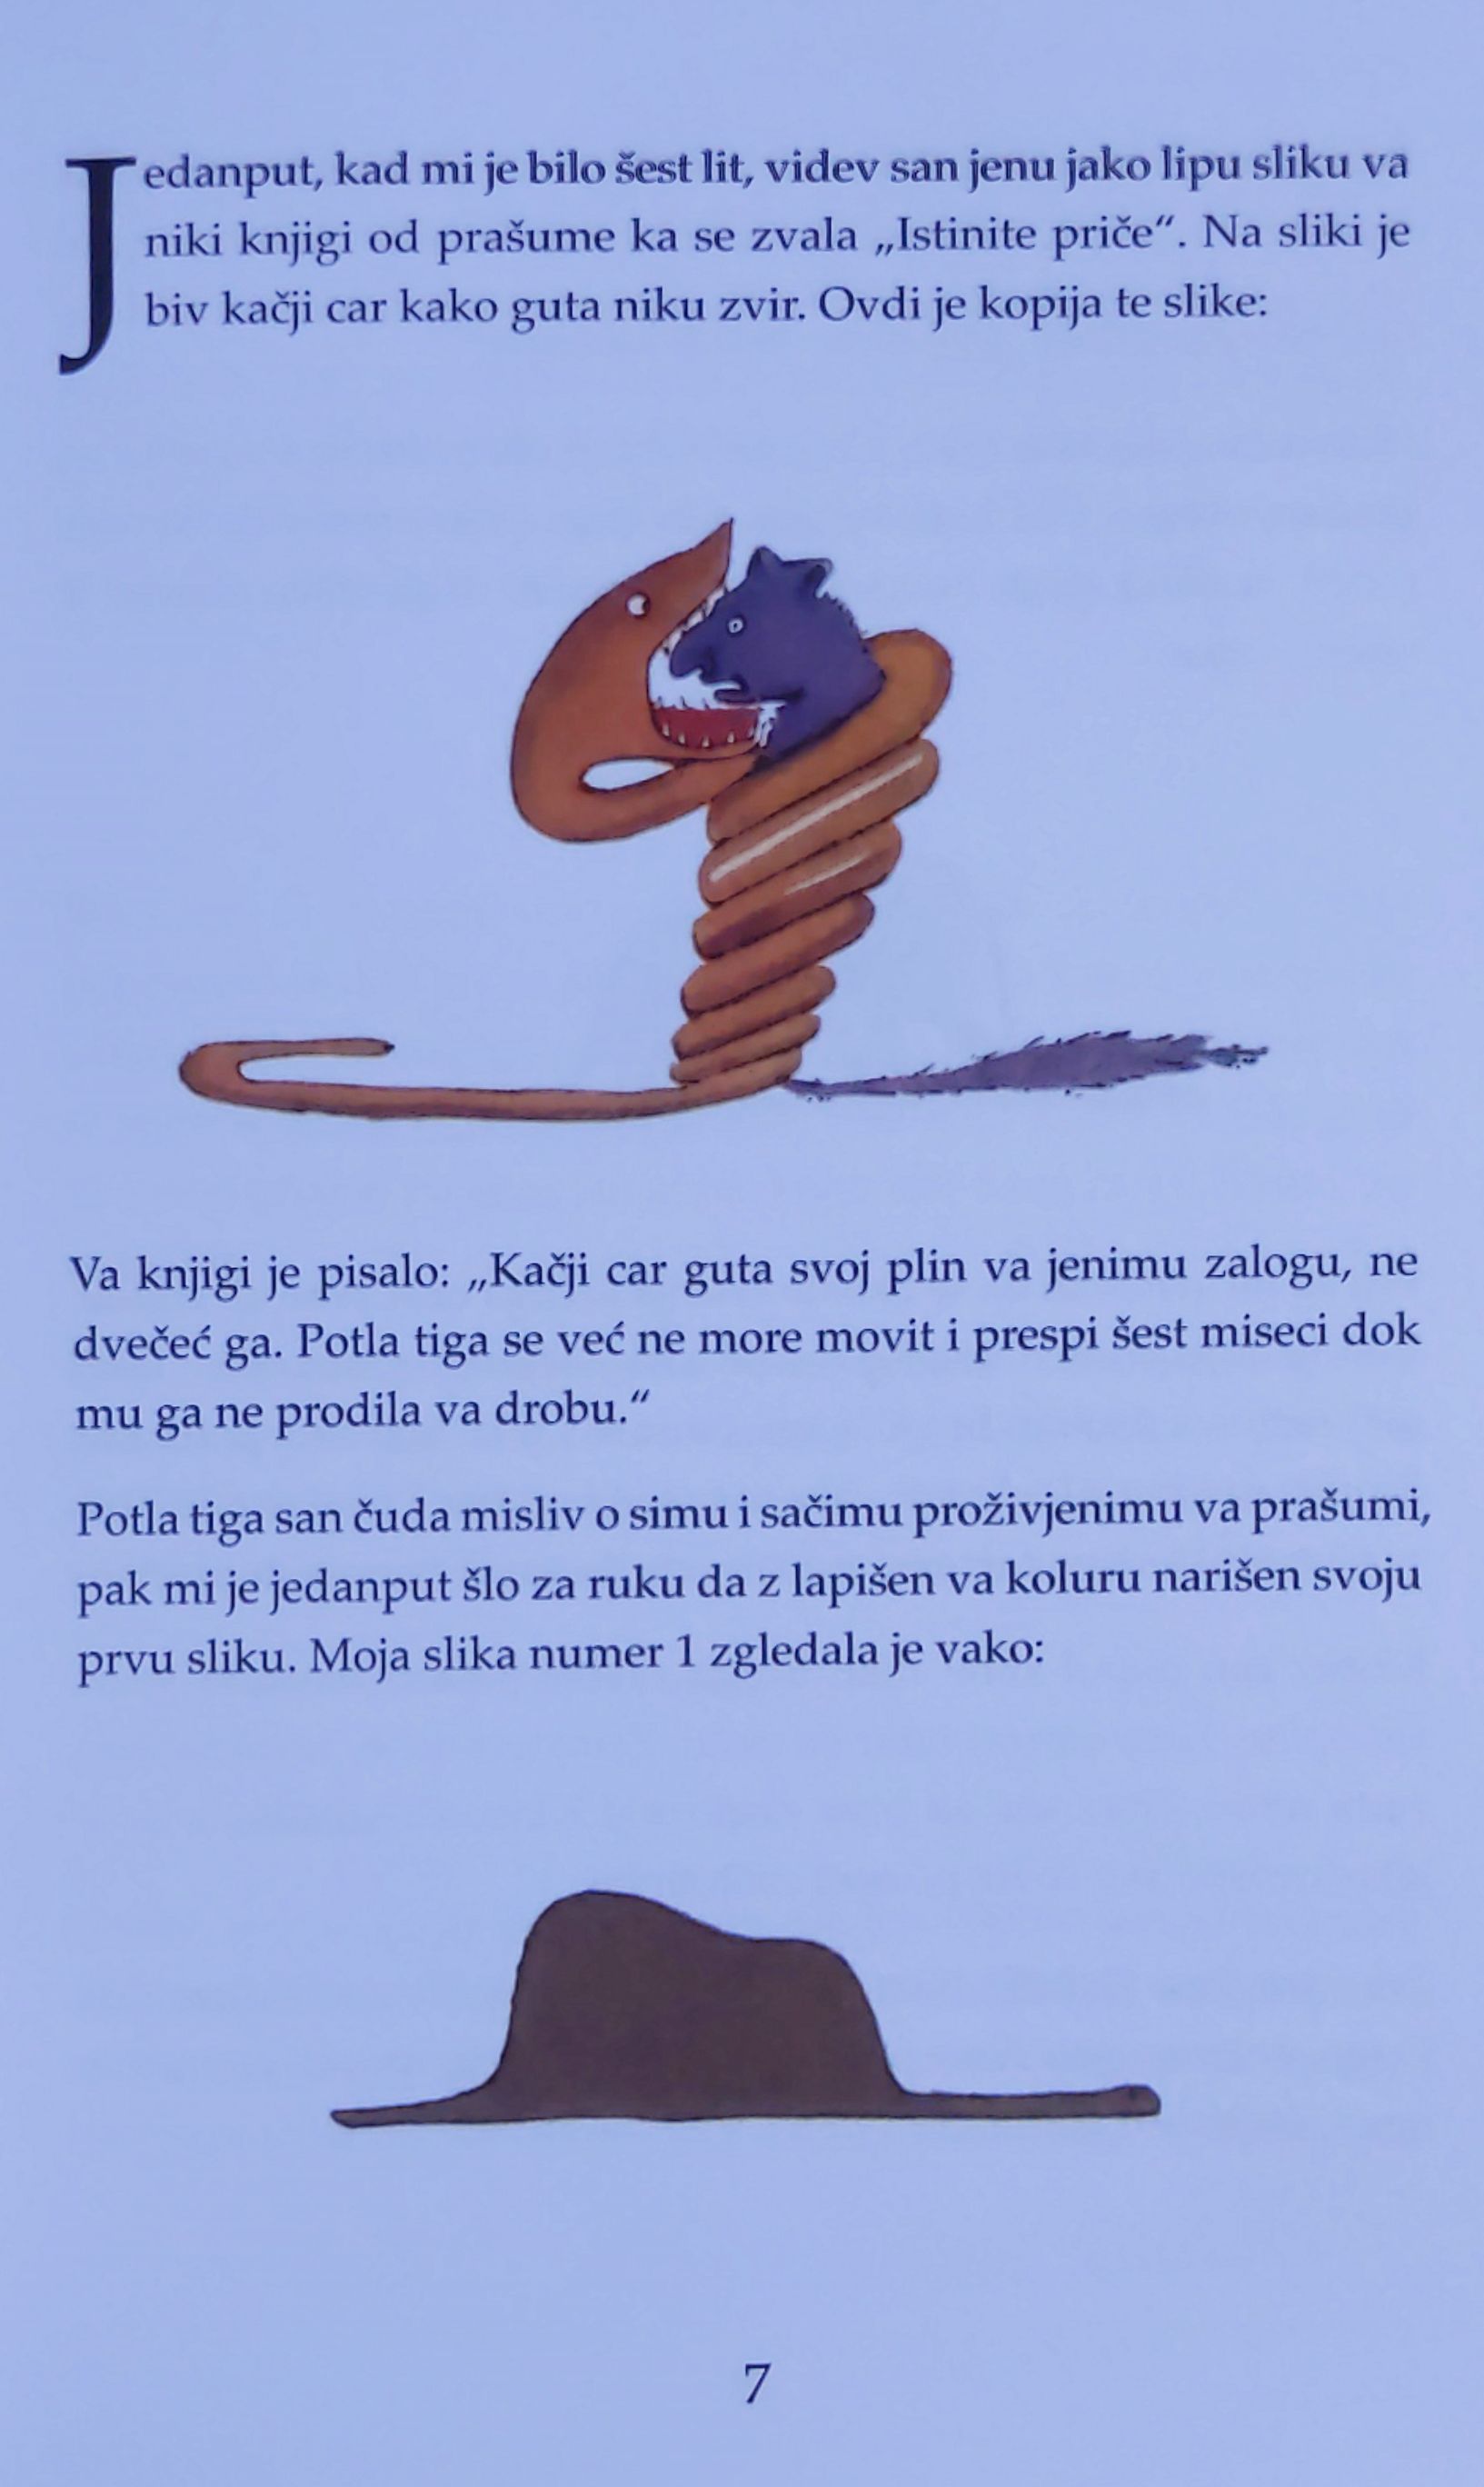 Jedanput, kad mi je bilo šest lit, videv san jenu jako lipu sliku va
niki knjigi od prašume ka se zvala „Istinite priče“. Na sliki je
biv kačji car kako guta niku zvir. Ovdi je kopija te slike:
Va knjigi je pisalo: „Kačji car guta svoj plin va jenimu zalogu, ne
dvečeć ga. Potla tiga se već ne more movit i prespi šest miseci dok
mu ga ne prodila va drobu.“
Potla tiga san čuda misliv o simu i sačimu proživjenimu va prašumi,
pak mi je jedanput šlo za ruku da z lapišen va koluru narišen svoju
prvu sliku. Moja slika numer 1 zgledala je vako:
7